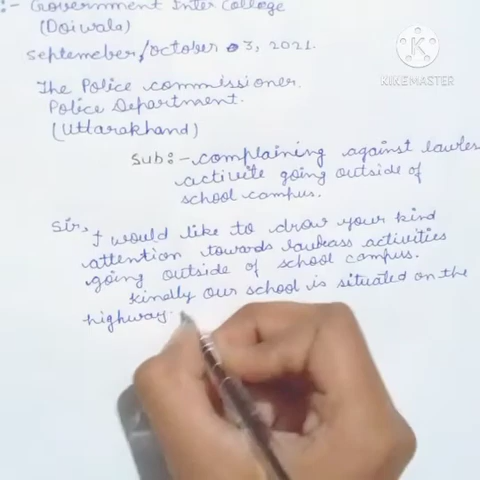 :- Government Inter College
(Doiwala)
septemeber/october 3, 2021.
The Police commissioner.
Police Department.
(Uttarakhand)
Sub:- complaining against lawles
activite going outside of
school campus.
Sir, I would like to draw your kind
attention towards lawless activities
going outside of school campus.
kindly our school is situated on the
highway.
KINEMASTER